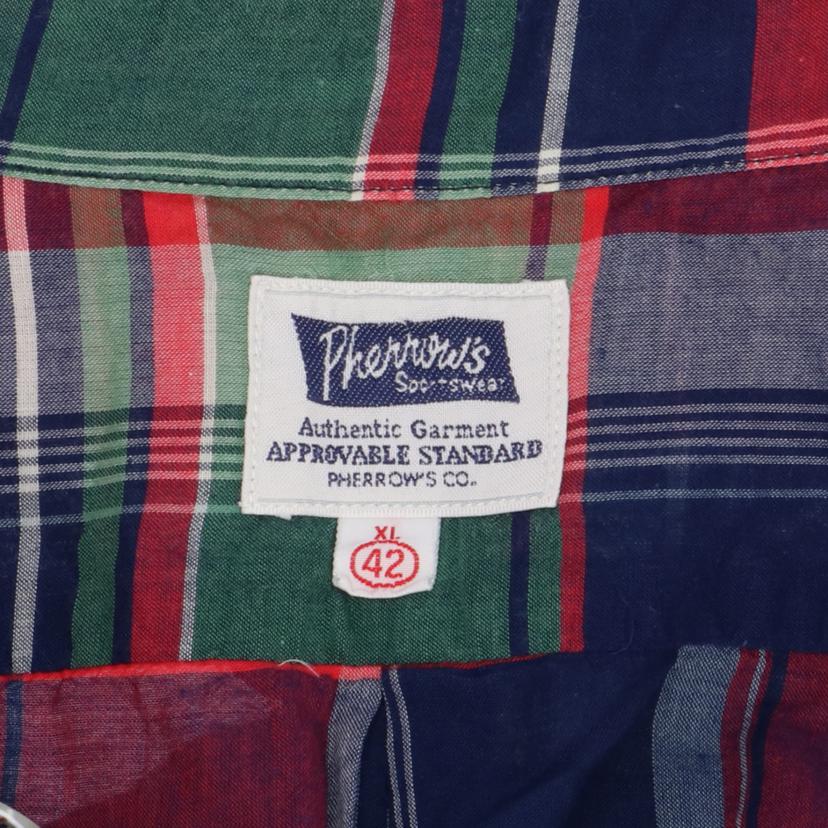 Pherrow's
Sportswear
Authentic Garment
APPROVABLE STANDARD
PHERROW'S CO.
XL
42